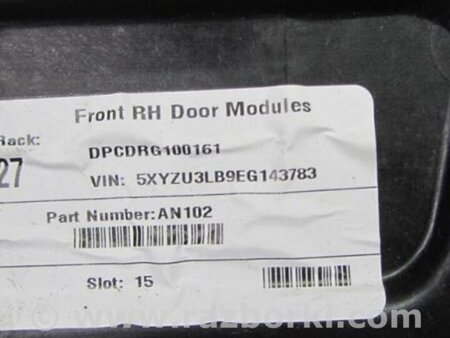 Front RH Door Modules
Rack:
27
DPCDRG100161
VIN: 5XYZU3LB9EG143783
Part Number:AN102
Slot: 15
www.razborki.com